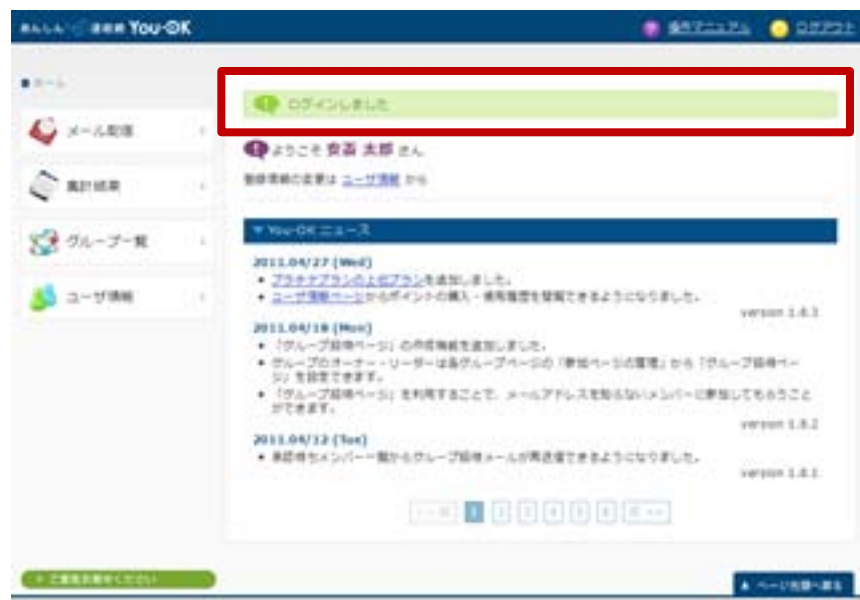 あんしん 連絡網 You-OK
操作マニュアル ログアウト
ホーム
ログインしました
メール配信
ようこそ 安否 太郎 さん
集計結果
登録情報の変更は ユーザ情報 から
グループ一覧
▼ You-OK ニュース
2011.04/27 (Wed)
• プラチナプランの上位プランを追加しました。
ユーザ情報
• ユーザ情報ページからポイントの購入・使用履歴を閲覧できるようになりました。
version 1.8.3
2011.04/18 (Mon)
• 「グループ招待ページ」の作成機能を追加しました。
• グループのオーナー・リーダーは各グループページの「参加ページの管理」から「グループ招待ペー
ジ」を設定できます。
• 「グループ招待ページ」を利用することで、メールアドレスを知らないメンバーに参加してもらうこと
ができます。
version 1.8.2
2011.04/12 (Tue)
• 承認待ちメンバー一覧からグループ招待メールが再送信できるようになりました。
version 1.8.1
1 2 3 4 5 6
ご意見お聞かせください
▲ ページ先頭へ戻る